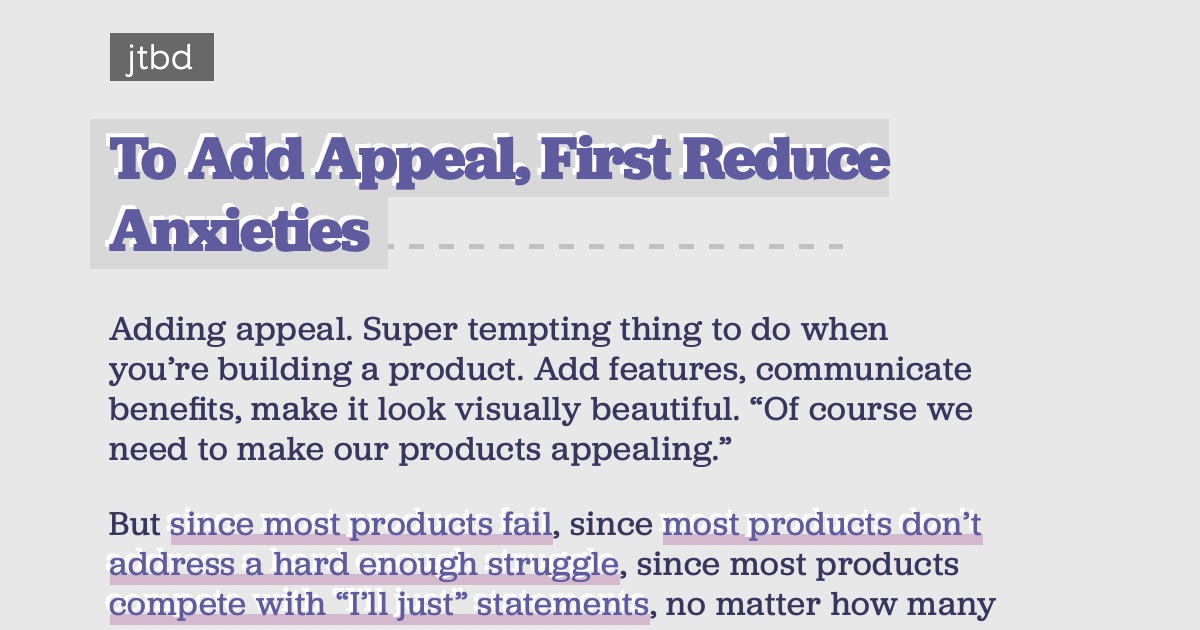 jtbd
To Add Appeal, First Reduce
Anxieties
Adding appeal. Super tempting thing to do when
you’re building a product. Add features, communicate
benefits, make it look visually beautiful. “Of course we
need to make our products appealing.”
But since most products fail, since most products don’t
address a hard enough struggle, since most products
compete with “I’ll just” statements, no matter how many